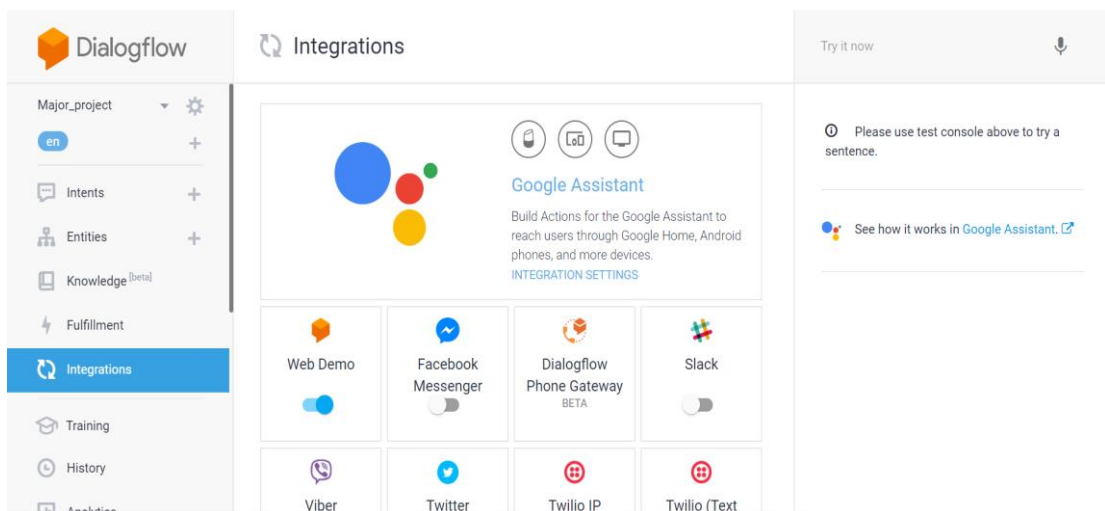 Dialogflow
Integrations
Try it now
Major_project
en
Intents
Entities
Knowledge [beta]
Fulfillment
Integrations
Training
History
Analytics
Google Assistant
Build Actions for the Google Assistant to
reach users through Google Home, Android
phones, and more devices.
INTEGRATION SETTINGS
Web Demo
Facebook
Messenger
Dialogflow
Phone Gateway
BETA
Slack
Viber
Twitter
Twilio IP
Twilio (Text
Please use test console above to try a
sentence.
See how it works in Google Assistant.